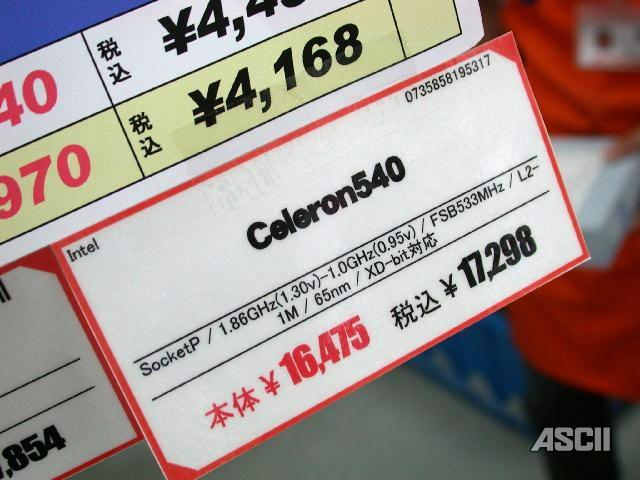 税込 ¥4,4
40
税込 ¥4,168
970
0735858195317
Intel
Celeron540
SocketP / 1.86GHz(1.30v)-1.0GHz(0.95v) / FSB533MHz / L2-
1M / 65nm / XD-bit対応
本体 ¥16,475 税込 ¥17,298
,854
ASCII